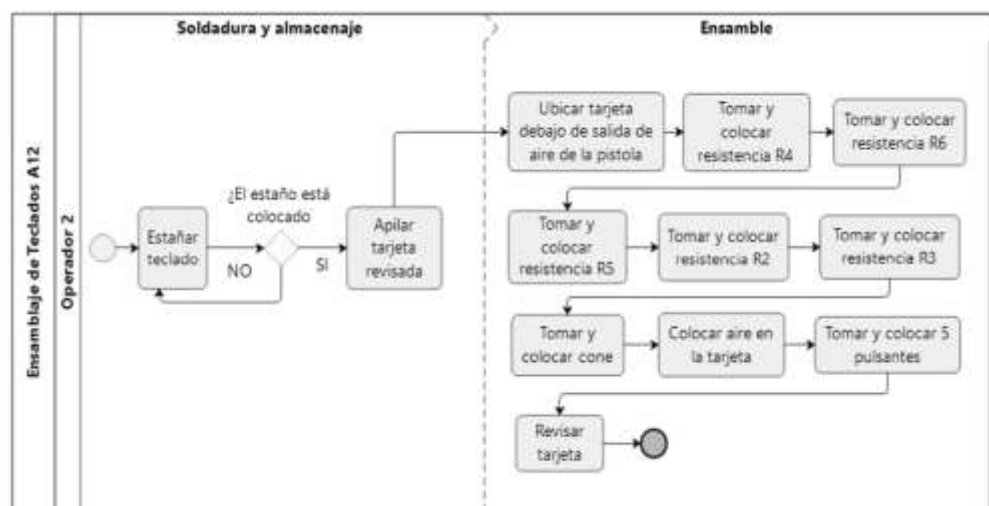 Soldadura y almacenaje
Ensamble
Ensamblaje de Teclados A12
Operador 2
Estañar
teclado
¿El estaño está
colocado
NO
SI
Apilar
tarjeta
revisada
Ubicar tarjeta
debajo de salida de
aire de la pistola
Tomar y
colocar
resistencia R4
Tomar y colocar
resistencia R6
Tomar y
colocar
resistencia R5
Tomar y colocar
resistencia R2
Tomar y colocar
resistencia R3
Tomar y
colocar cone
Colocar aire en
la tarjeta
Tomar y colocar 5
pulsantes
Revisar
tarjeta